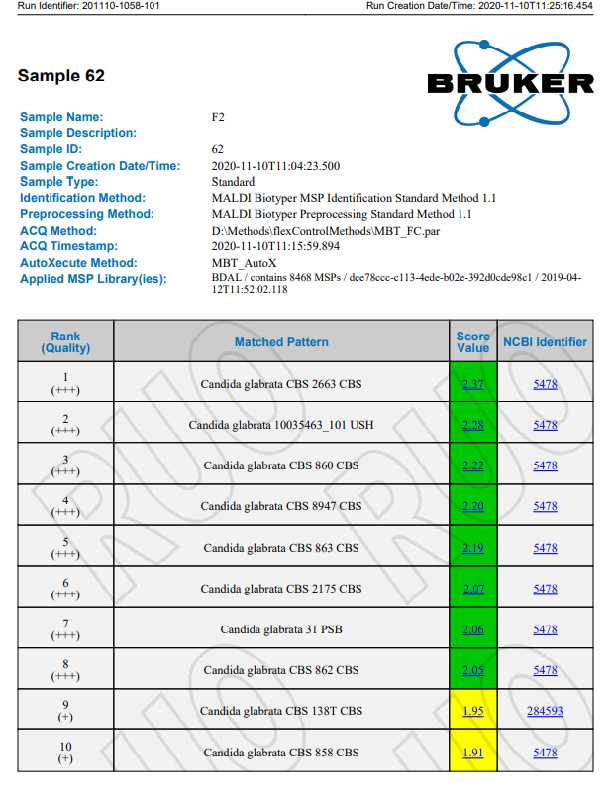 Run Identifier: 201110-1058-101 Run Creation Date/Time: 2020-11-10T11:25:16.454
BRUKER
Sample 62
Sample Name: F2
Sample Description:
Sample ID: 62
Sample Creation Date/Time: 2020-11-10T11:04:23.500
Sample Type: Standard
Identification Method: MALDI Biotyper MSP Identification Standard Method 1.1
Preprocessing Method: MALDI Biotyper Preprocessing Standard Method 1.1
ACQ Method: D:\Methods\flexControlMethods\MBT_FC.par
ACQ Timestamp: 2020-11-10T11:15:59.894
AutoXecute Method: MBT_AutoX
Applied MSP Library(ies): BDAL / contains 8468 MSPs / dee78ccc-c113-4ede-b02e-392d0cde98c1 / 2019-04-
12T11:52 02.118
Rank (Quality) Matched Pattern Score Value NCBI Identifier
1 (+++) Candida glabrata CBS 2663 CBS 2.37 5478
2 (+++) Candida glabrata 10035463_101 USH 2.28 5478
3 (+++) Candida glabrata CBS 860 CBS 2.22 5478
4 (+++) Candida glabrata CBS 8947 CBS 2.20 5478
5 (+++) Candida glabrata CBS 863 CBS 2.19 5478
6 (+++) Candida glabrata CBS 2175 CBS 2.07 5478
7 (+++) Candida glabrata 31 PSB 2.06 5478
8 (+++) Candida glabrata CBS 862 CBS 2.05 5478
9 (+) Candida glabrata CBS 138T CBS 1.95 284593
10 (+) Candida glabrata CBS 858 CBS 1.91 5478
RUO RUO